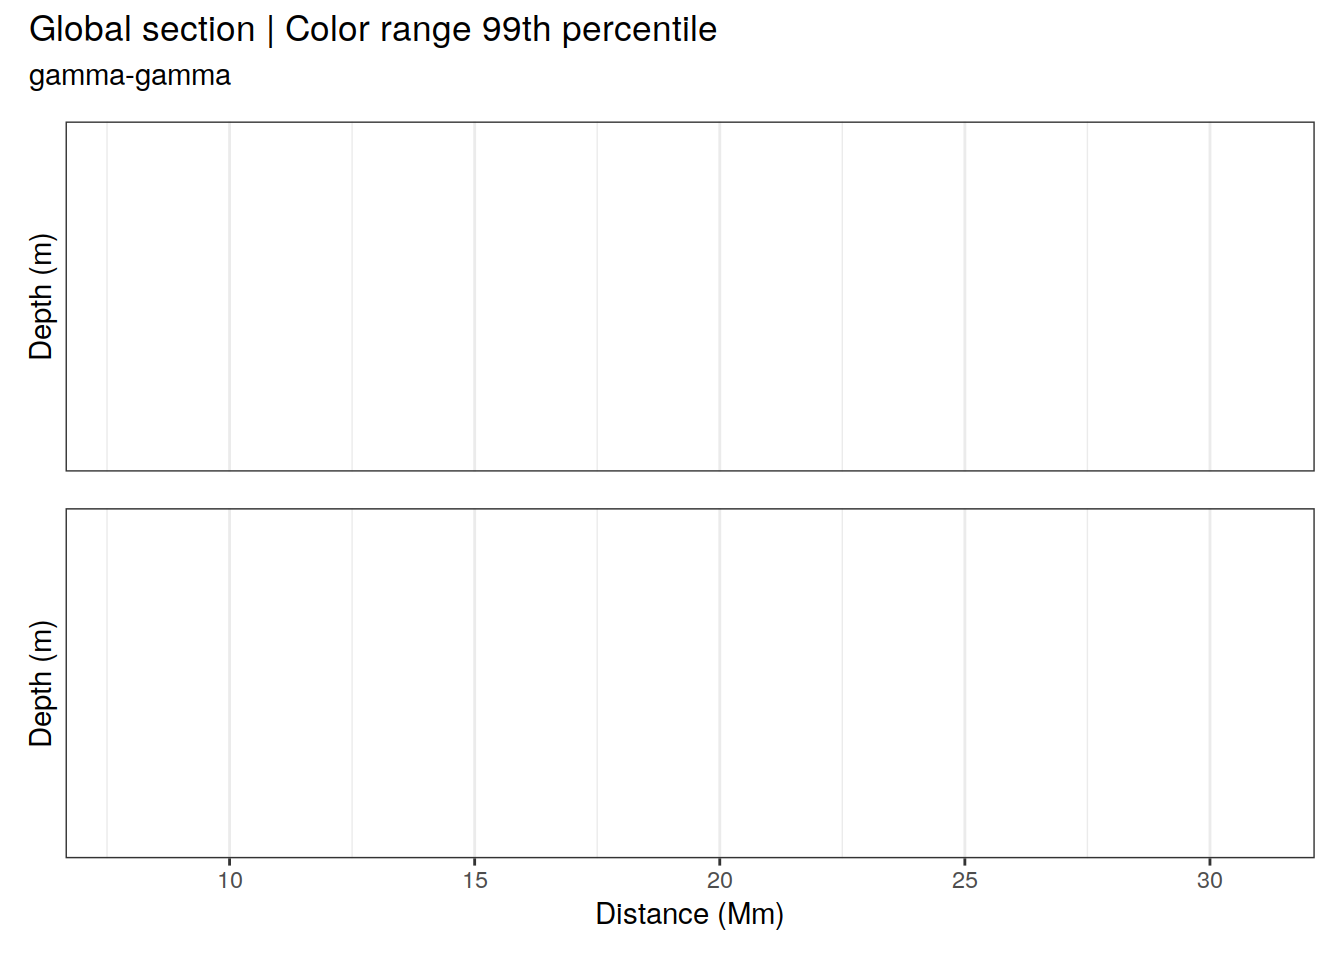 Global section | Color range 99th percentile
gamma-gamma
Depth (m)
Depth (m)
10 15 20 25 30
Distance (Mm)